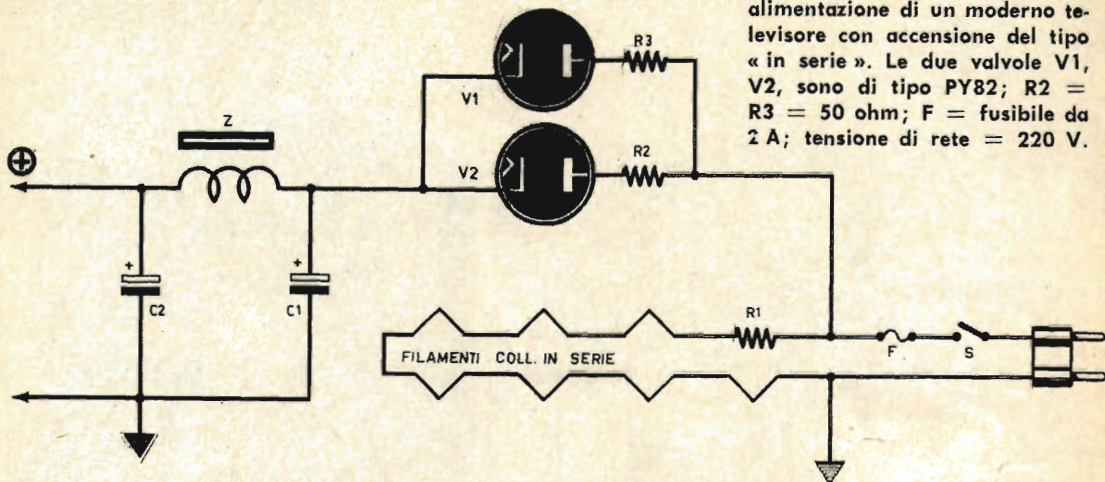 alimentazione di un moderno te-
levisore con accensione del tipo
« in serie ». Le due valvole V1,
V2, sono di tipo PY82; R2 =
R3 = 50 ohm; F = fusibile da
2 A; tensione di rete = 220 V.
R3
V1
Z
+
V2
R2
+
C2
+
C1
R1
FILAMENTI COLL. IN SERIE
F
S